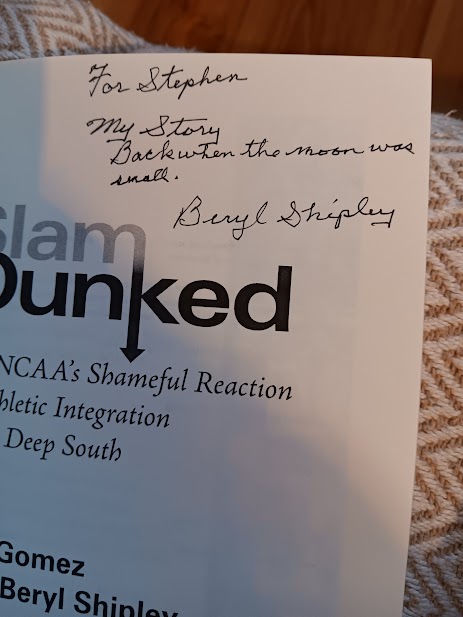 For Stephen
My Story
Back when the moon was
small.
Beryl Shipley
Slam
Dunked
NCAA's Shameful Reaction
hletic Integration
Deep South
Gomez
Beryl Shipley